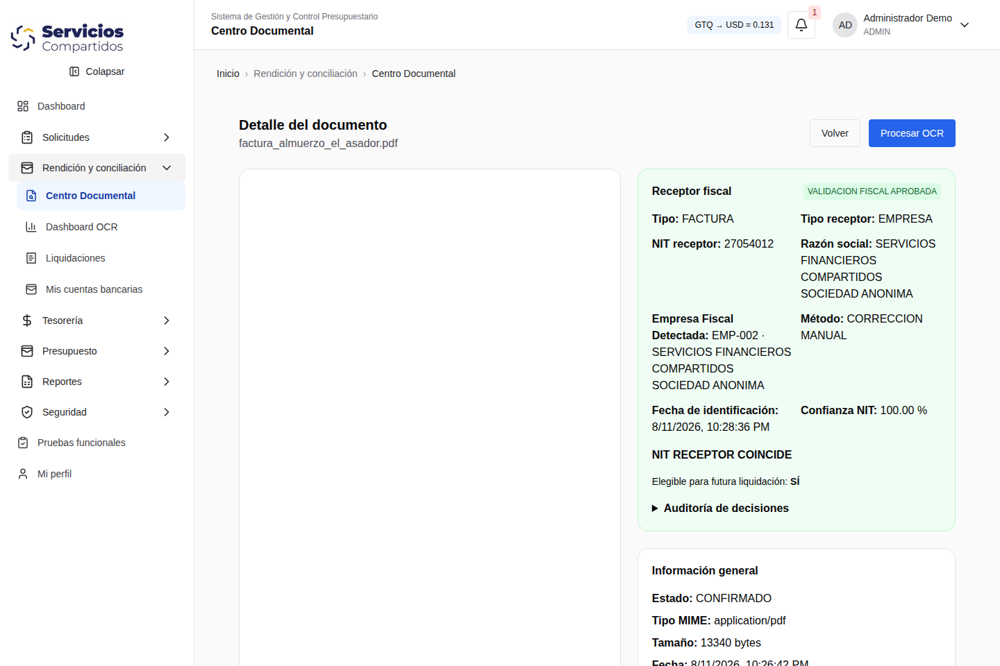 Servicios
Compartidos
Colapsar
Dashboard
Solicitudes
Rendición y conciliación
Centro Documental
Dashboard OCR
Liquidaciones
Mis cuentas bancarias
Tesorería
Presupuesto
Reportes
Seguridad
Pruebas funcionales
Mi perfil
Sistema de Gestión y Control Presupuestario
Centro Documental
GTQ → USD = 0.131
1
AD
Administrador Demo
ADMIN
Inicio › Rendición y conciliación › Centro Documental
Detalle del documento
factura_almuerzo_el_asador.pdf
Volver
Procesar OCR
Receptor fiscal
VALIDACION FISCAL APROBADA
Tipo: FACTURA
Tipo receptor: EMPRESA
NIT receptor: 27054012
Razón social: SERVICIOS
FINANCIEROS
COMPARTIDOS
SOCIEDAD ANONIMA
Empresa Fiscal
Detectada: EMP-002 ·
SERVICIOS FINANCIEROS
COMPARTIDOS
SOCIEDAD ANONIMA
Método: CORRECCION
MANUAL
Fecha de identificación:
8/11/2026, 10:28:36 PM
Confianza NIT: 100.00 %
NIT RECEPTOR COINCIDE
Elegible para futura liquidación: SÍ
Auditoría de decisiones
Información general
Estado: CONFIRMADO
Tipo MIME: application/pdf
Tamaño: 13340 bytes
Fecha: 8/11/2026, 10:26:42 PM